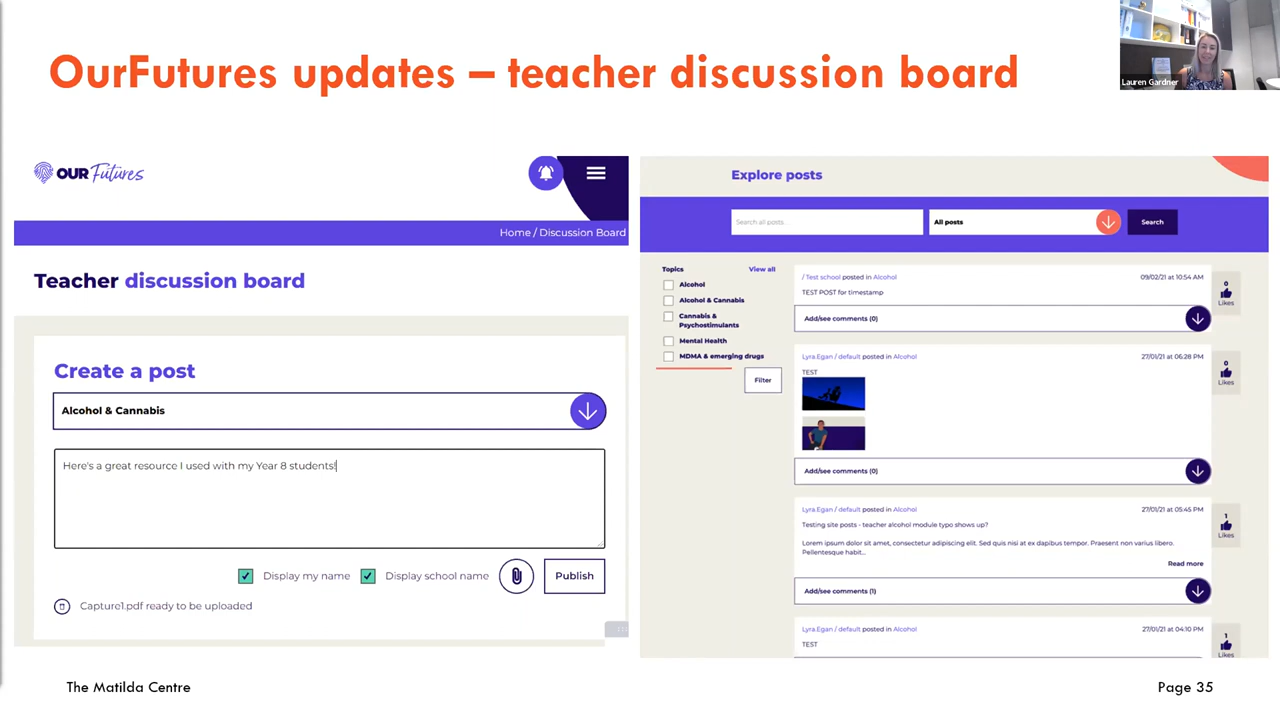 OurFutures updates – teacher discussion board
Lauren Gardner
OUR Futures
Home / Discussion Board
Teacher discussion board
Create a post
Alcohol & Cannabis
Here's a great resource I used with my Year 8 students!
Display my name
Display school name
Publish
Capture1.pdf ready to be uploaded
Explore posts
Search all posts
All posts
Search
Topics
View all
Alcohol
Alcohol & Cannabis
Cannabis &
Psychostimulants
Mental Health
MDMA & emerging drugs
Filter
/ Test school posted in Alcohol
09/02/21 at 10:54 AM
TEST POST for timestamp
Add/see comments (0)
0
Likes
Lyra.Egan / default posted in Alcohol
27/01/21 at 06:28 PM
TEST
Add/see comments (0)
0
Likes
Lyra.Egan / default posted in Alcohol
27/01/21 at 05:45 PM
Testing site posts - teacher alcohol module typo shows up?
Lorem ipsum dolor sit amet, consectetur adipiscing elit. Sed quis nisi at ex dapibus tempor. Praesent non varius libero.
Pellentesque habit...
Read more
Add/see comments (1)
1
Likes
Lyra.Egan / default posted in Alcohol
27/01/21 at 04:10 PM
TEST
1
Likes
The Matilda Centre
Page 35